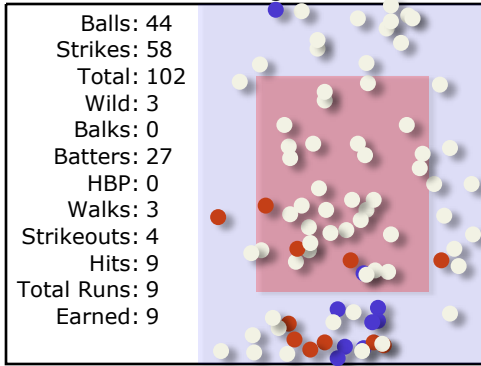 Balls: 44
Strikes: 58
Total: 102
Wild: 3
Balks: 0
Batters: 27
HBP: 0
Walks: 3
Strikeouts: 4
Hits: 9
Total Runs: 9
Earned: 9